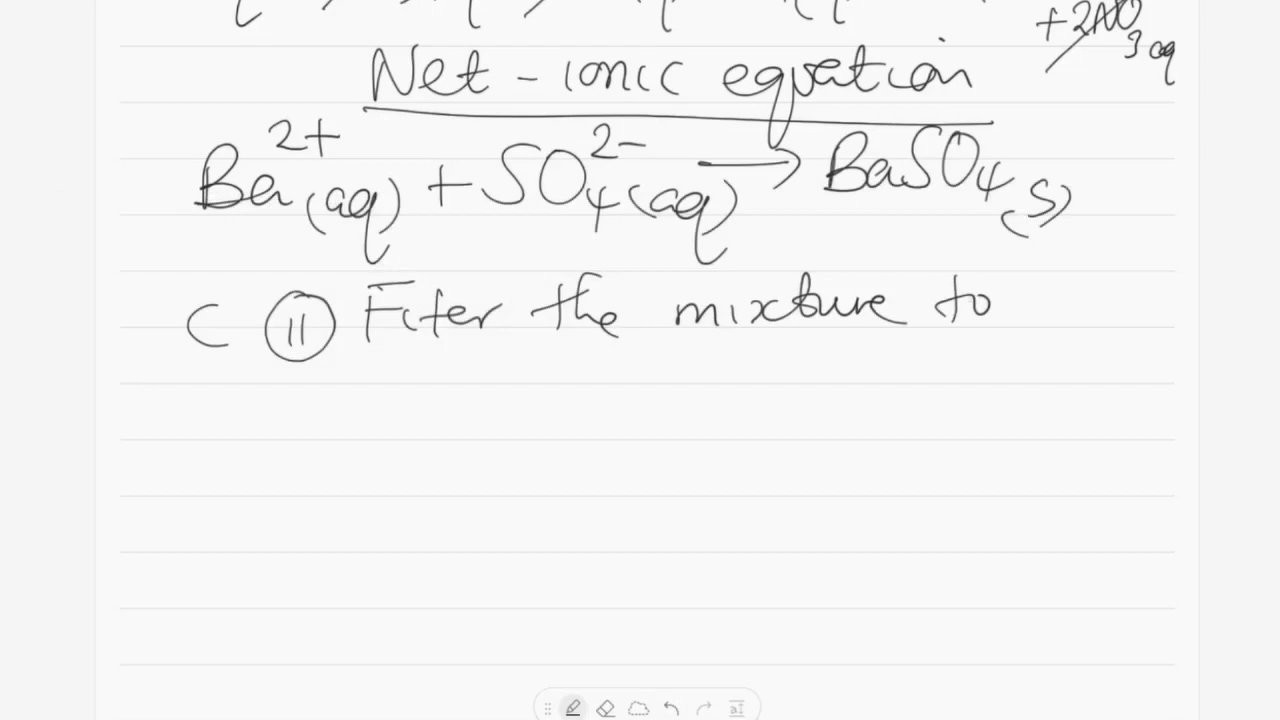 +2NO3 aq
Net-ionic equation
Ba2+(aq) + SO42-(aq) → BaSO4(s)
C (II) Filter the mixture to